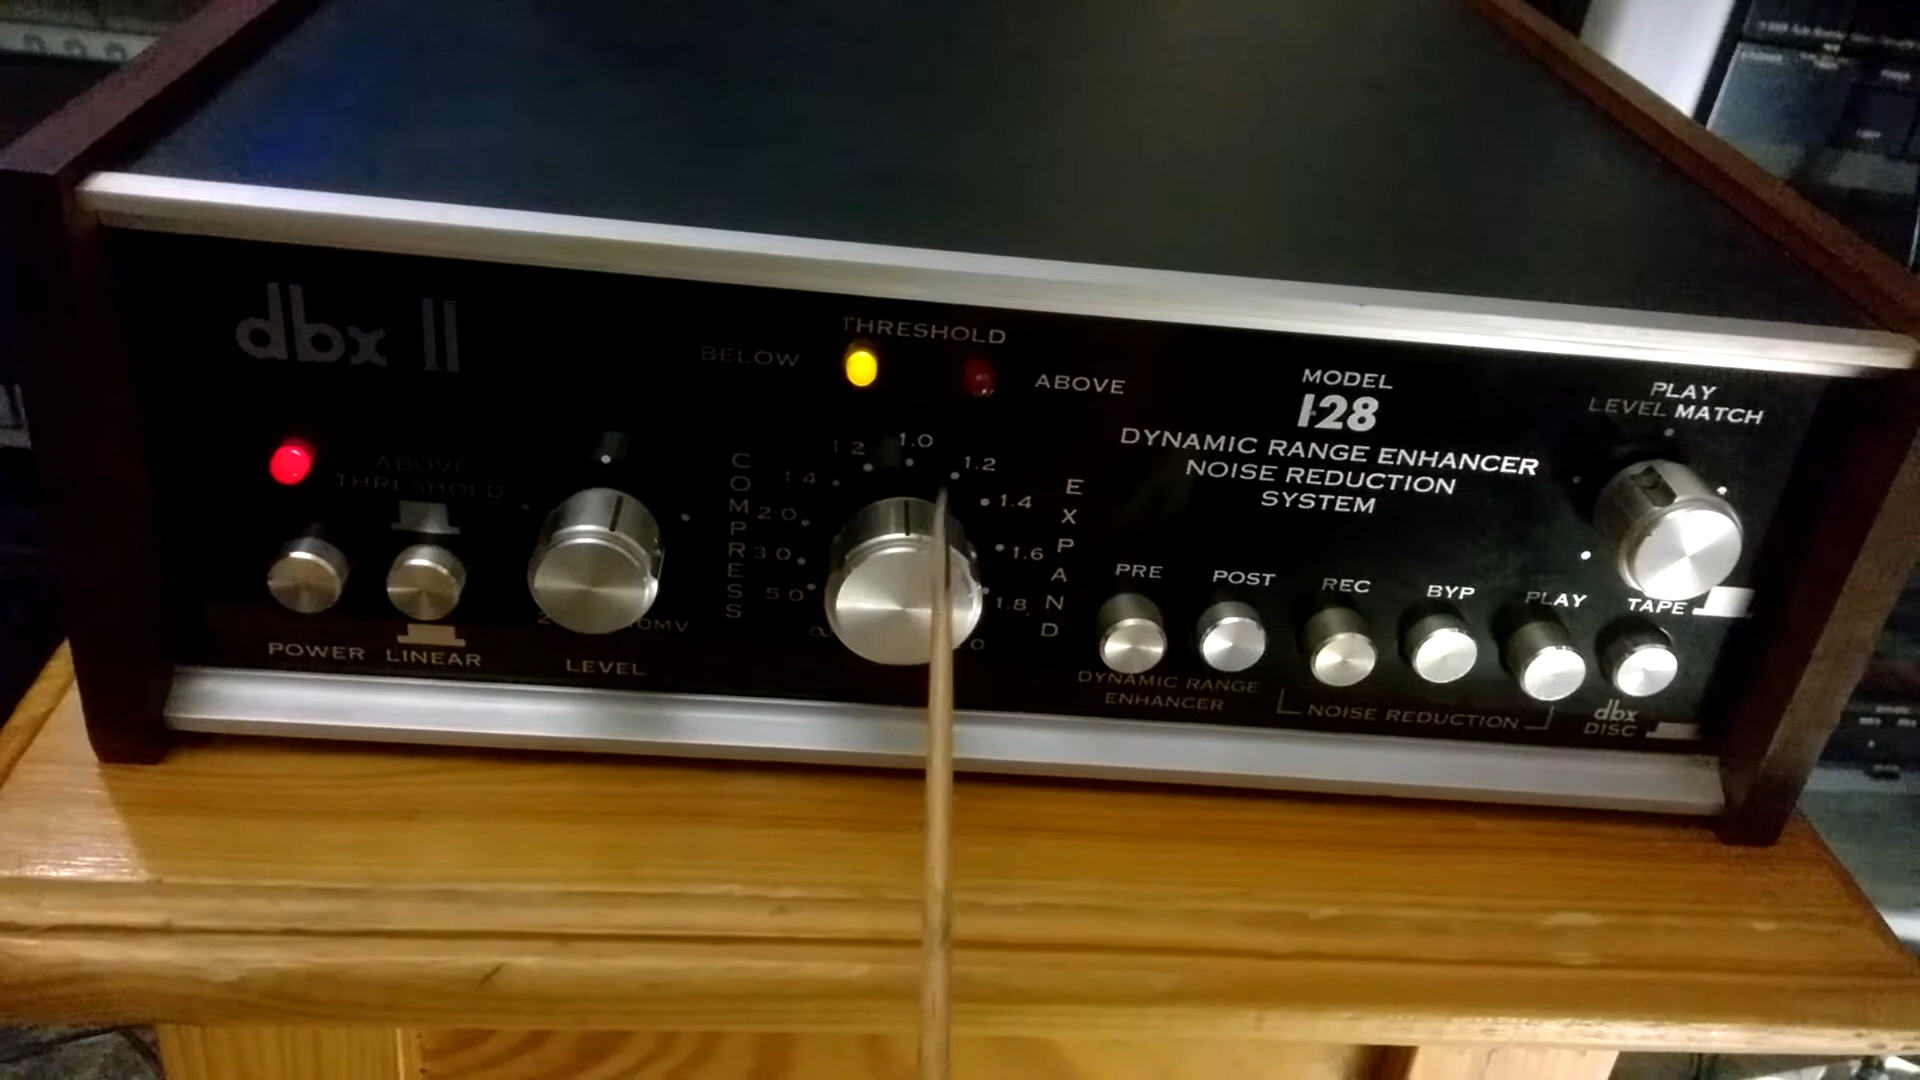 dbx II
THRESHOLD
BELOW
ABOVE
MODEL
128
DYNAMIC RANGE ENHANCER
NOISE REDUCTION
SYSTEM
PLAY
LEVEL MATCH
ABOVE
THRESHOLD
COMPRESS
1.2
1.4
2.0
3.0
5.0
∞
1.0
1.2
1.4
1.6
1.8
EXPAND
POWER
LINEAR
LEVEL
PRE
POST
REC
BYP
PLAY
TAPE
DYNAMIC RANGE
ENHANCER
NOISE REDUCTION
dbx
DISC